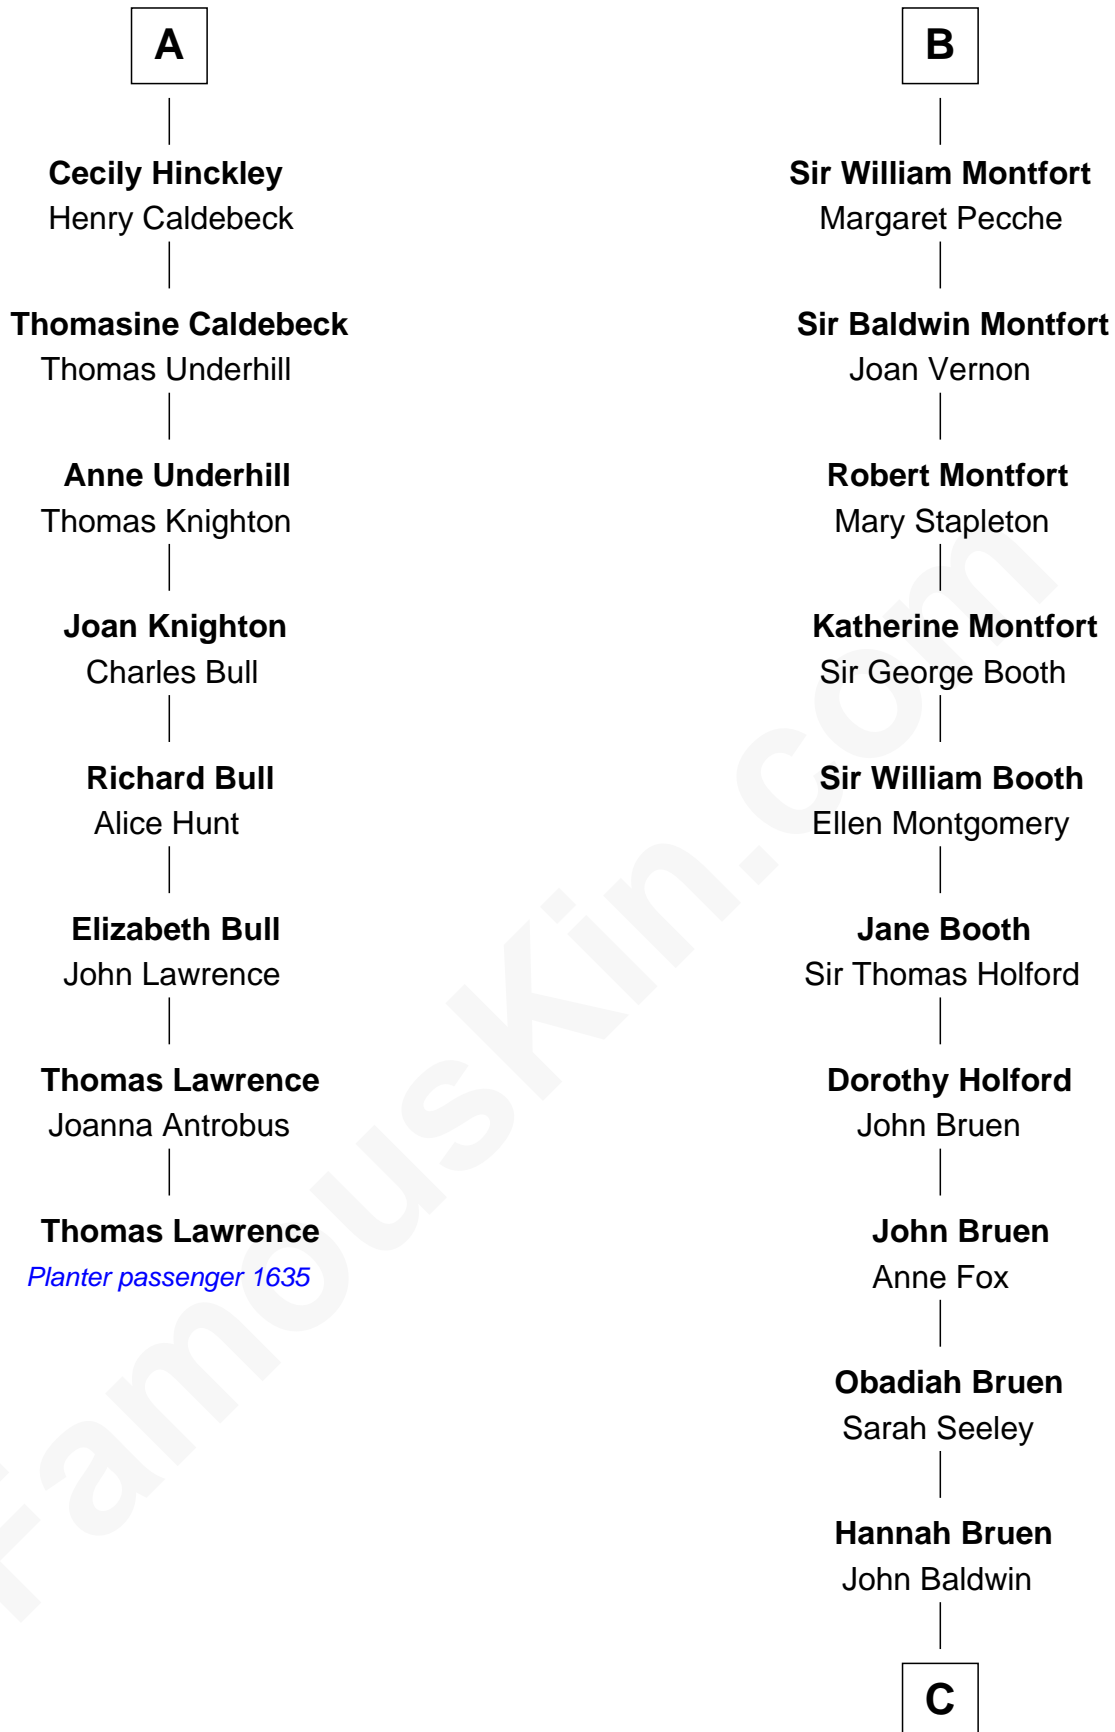 A
Cecily Hinckley
Henry Caldebeck
Thomasine Caldebeck
Thomas Underhill
Anne Underhill
Thomas Knighton
Joan Knighton
Charles Bull
Richard Bull
Alice Hunt
Elizabeth Bull
John Lawrence
Thomas Lawrence
Joanna Antrobus
Thomas Lawrence
Planter passenger 1635
B
Sir William Montfort
Margaret Pecche
Sir Baldwin Montfort
Joan Vernon
Robert Montfort
Mary Stapleton
Katherine Montfort
Sir George Booth
Sir William Booth
Ellen Montgomery
Jane Booth
Sir Thomas Holford
Dorothy Holford
John Bruen
John Bruen
Anne Fox
Obadiah Bruen
Sarah Seeley
Hannah Bruen
John Baldwin
C
FamousKin.com